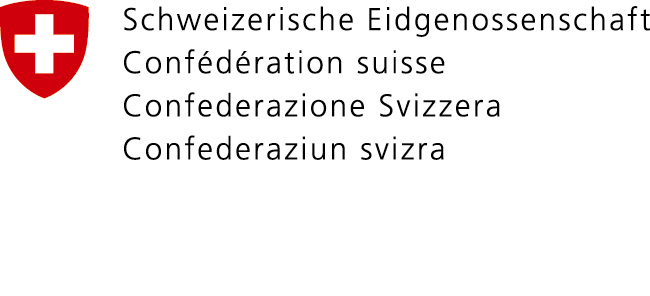 Schweizerische Eidgenossenschaft
Confédération suisse
Confederazione Svizzera
Confederaziun svizra